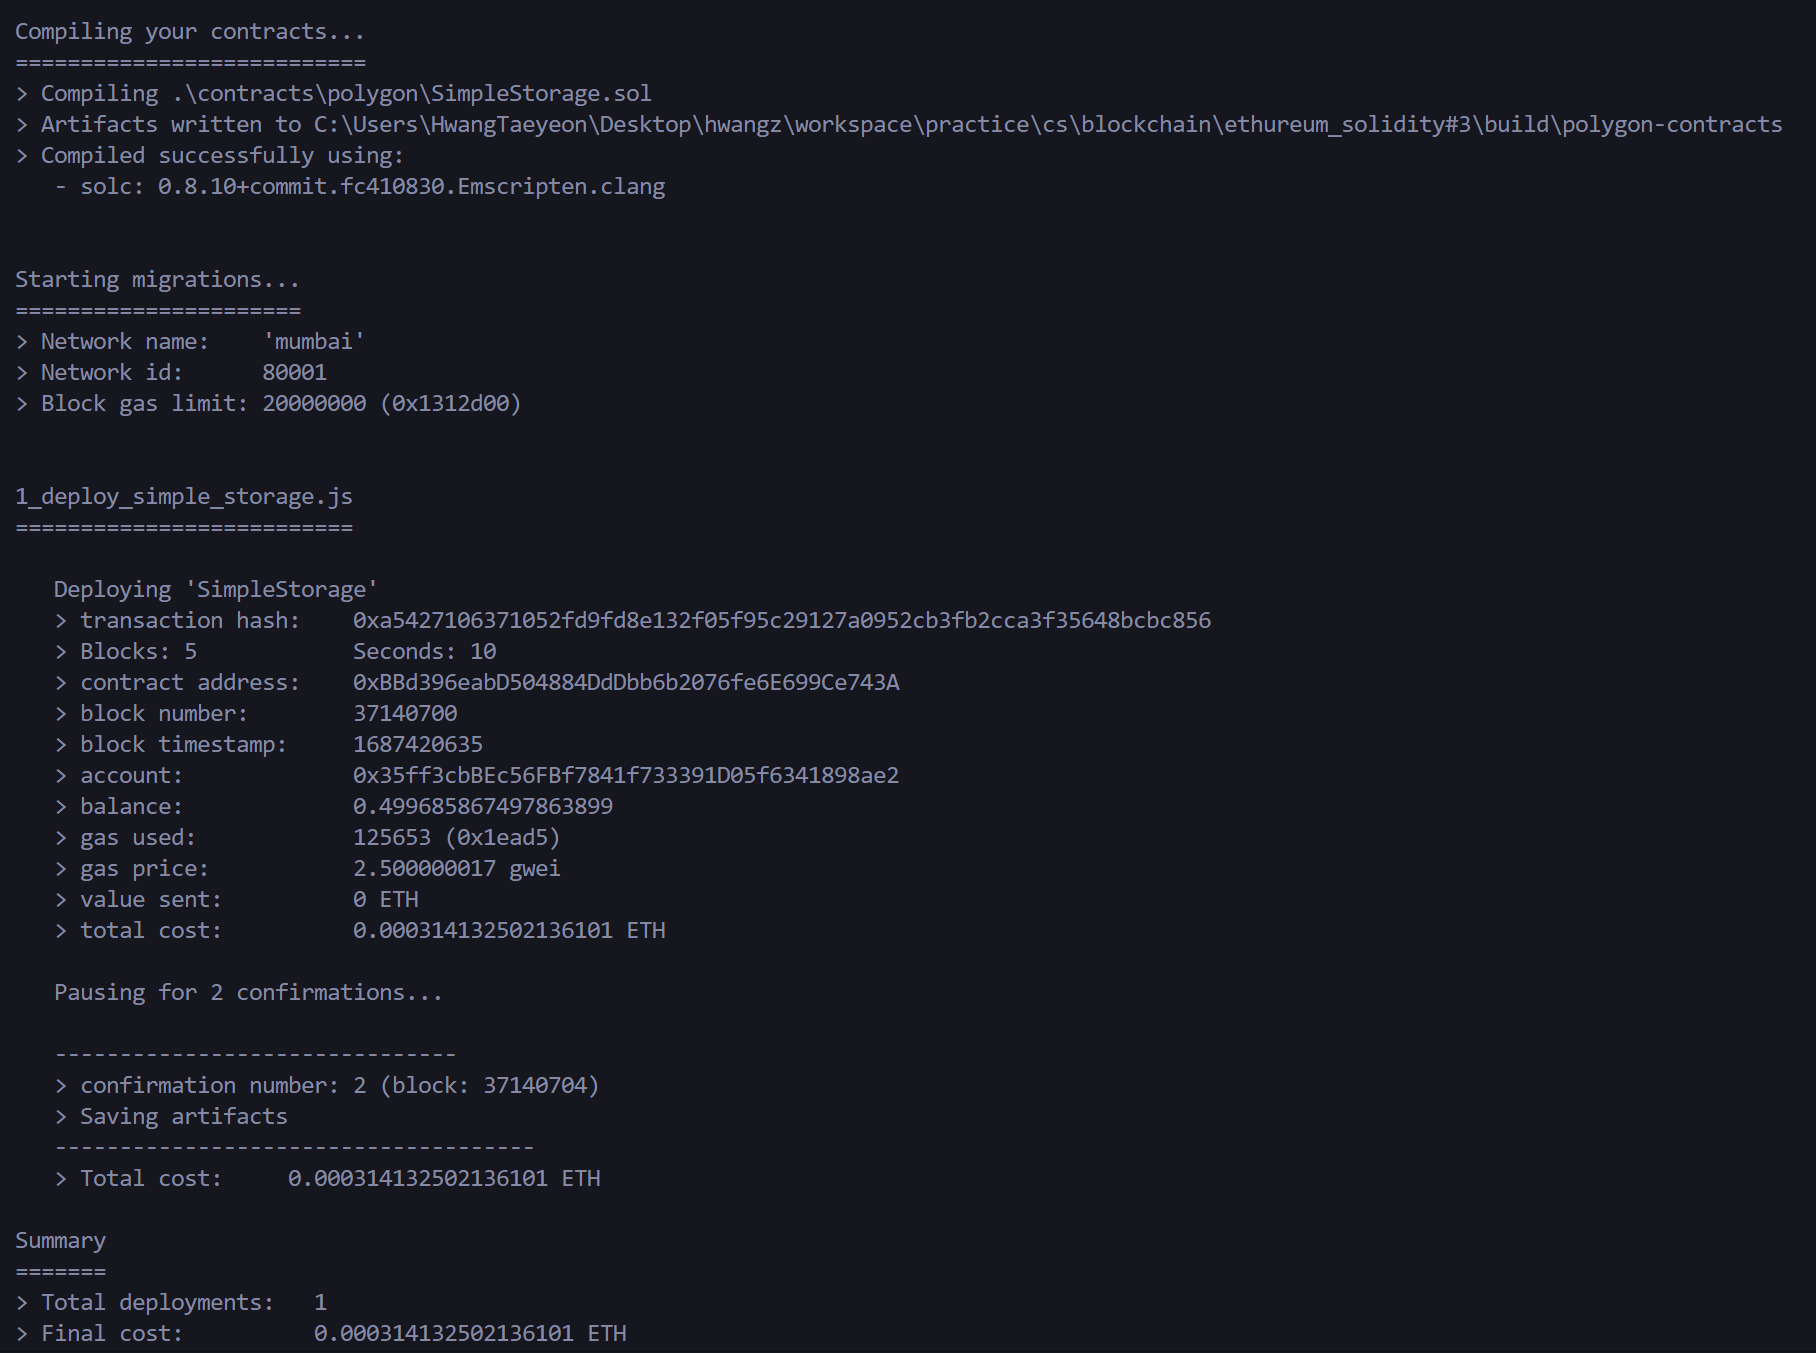 Compiling your contracts...
===========================
> Compiling .\contracts\polygon\SimpleStorage.sol
> Artifacts written to C:\Users\HwangTaeyeon\Desktop\hwangz\workspace\practice\cs\blockchain\ethureum_solidity#3\build\polygon-contracts
> Compiled successfully using:
   - solc: 0.8.10+commit.fc410830.Emscripten.clang
Starting migrations...
======================
> Network name:    'mumbai'
> Network id:      80001
> Block gas limit: 20000000 (0x1312d00)
1_deploy_simple_storage.js
==========================
   Deploying 'SimpleStorage'
   > transaction hash:    0xa5427106371052fd9fd8e132f05f95c29127a0952cb3fb2cca3f35648bcbc856
   > Blocks: 5            Seconds: 10
   > contract address:    0xBBd396eabD504884DdDbb6b2076fe6E699Ce743A
   > block number:        37140700
   > block timestamp:     1687420635
   > account:             0x35ff3cbBEc56FBf7841f733391D05f6341898ae2
   > balance:             0.499685867497863899
   > gas used:            125653 (0x1ead5)
   > gas price:           2.500000017 gwei
   > value sent:          0 ETH
   > total cost:          0.000314132502136101 ETH
   Pausing for 2 confirmations...
   -------------------------------
   > confirmation number: 2 (block: 37140704)
   > Saving artifacts
   -------------------------------------
   > Total cost:     0.000314132502136101 ETH
Summary
=======
> Total deployments:   1
> Final cost:          0.000314132502136101 ETH